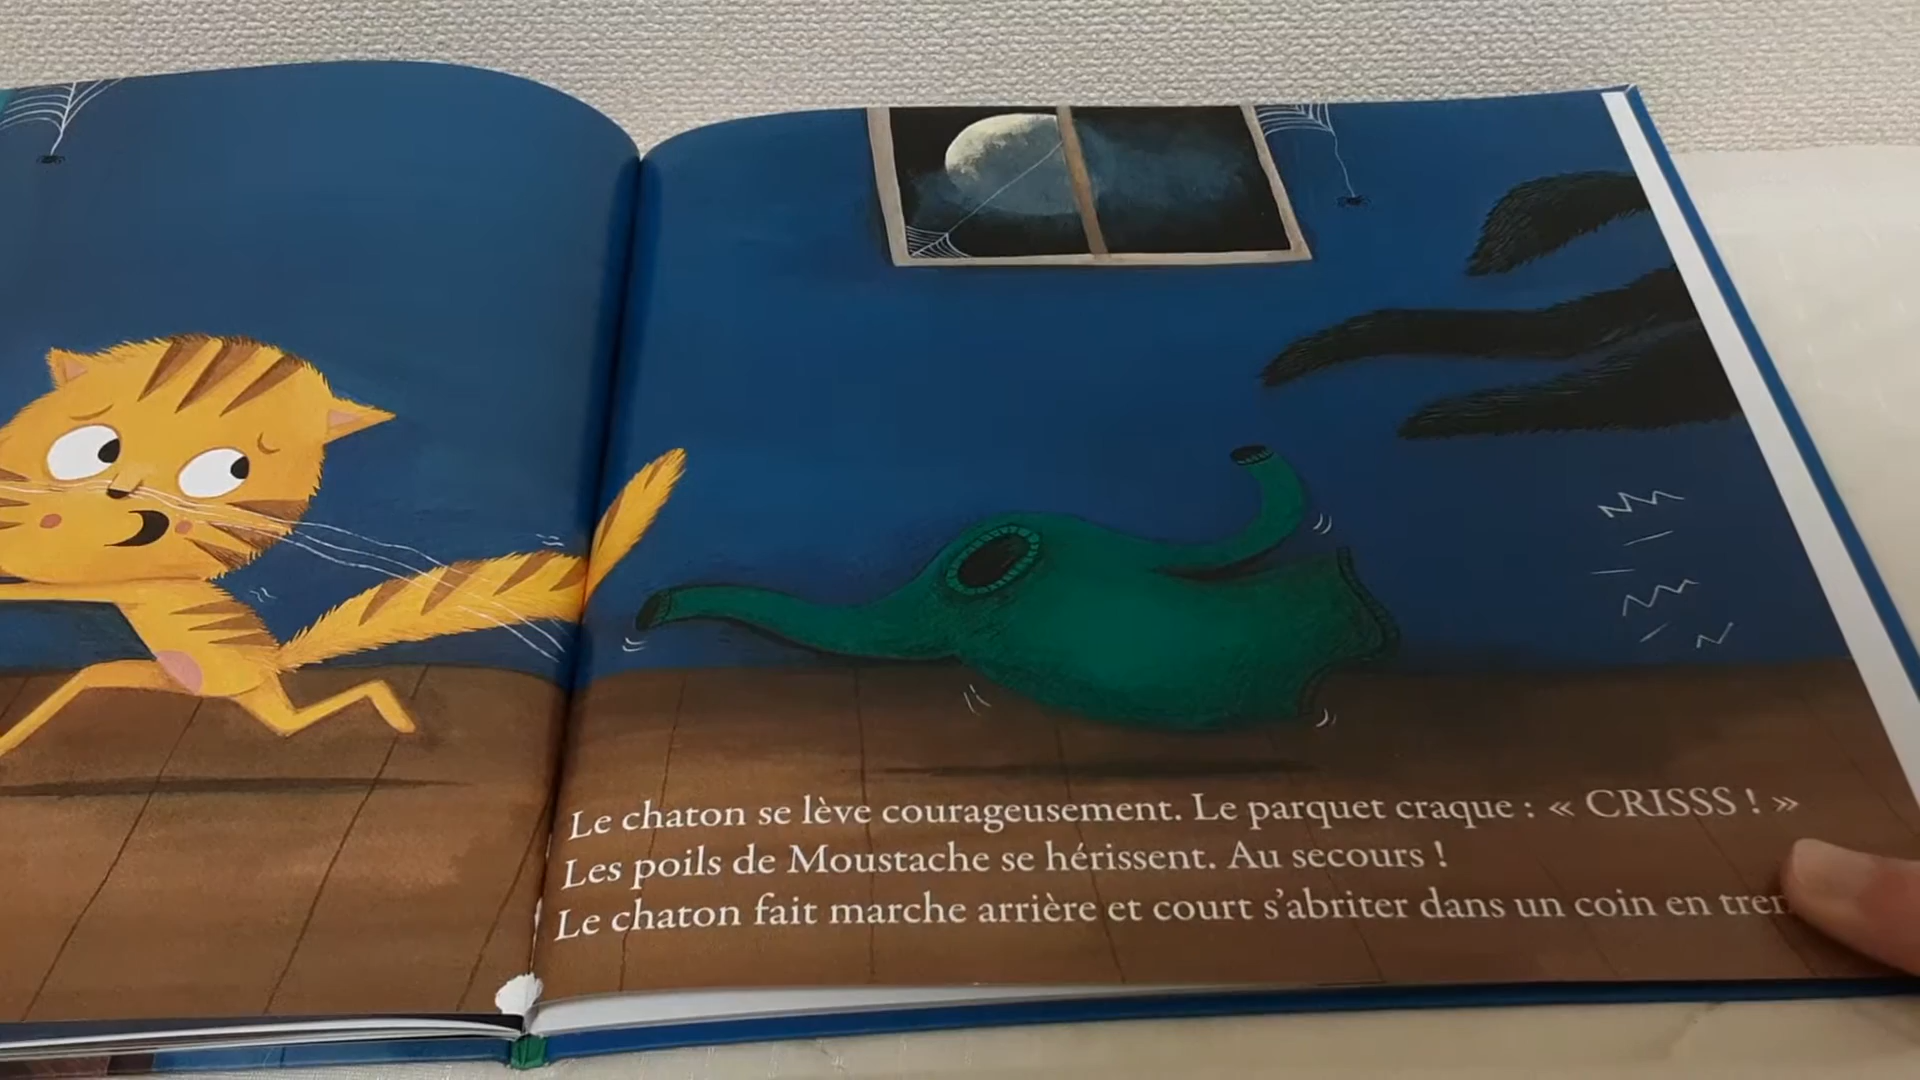 Le chaton se lève courageusement. Le parquet craque : « CRISSS ! »
Les poils de Moustache se hérissent. Au secours !
Le chaton fait marche arrière et court s'abriter dans un coin en